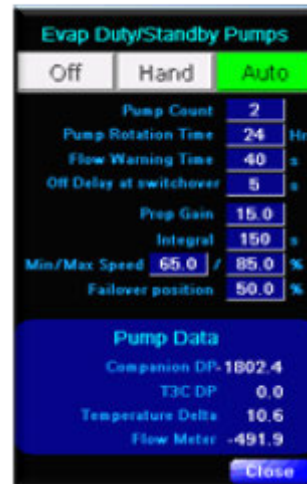 Evap Duty/Standby Pumps
Off Hand Auto
Pump Count 2
Pump Rotation Time 24 Hr
Flow Warning Time 40 s
Off Delay at switchover 5 s
Prop Gain 15.0
Integral 150 s
Min/Max Speed 65.0 / 85.0 %
Failover position 50.0 %
Pump Data
Companion DP -1802.4
T3C DP 0.0
Temperature Delta 10.6
Flow Meter -491.9
Close